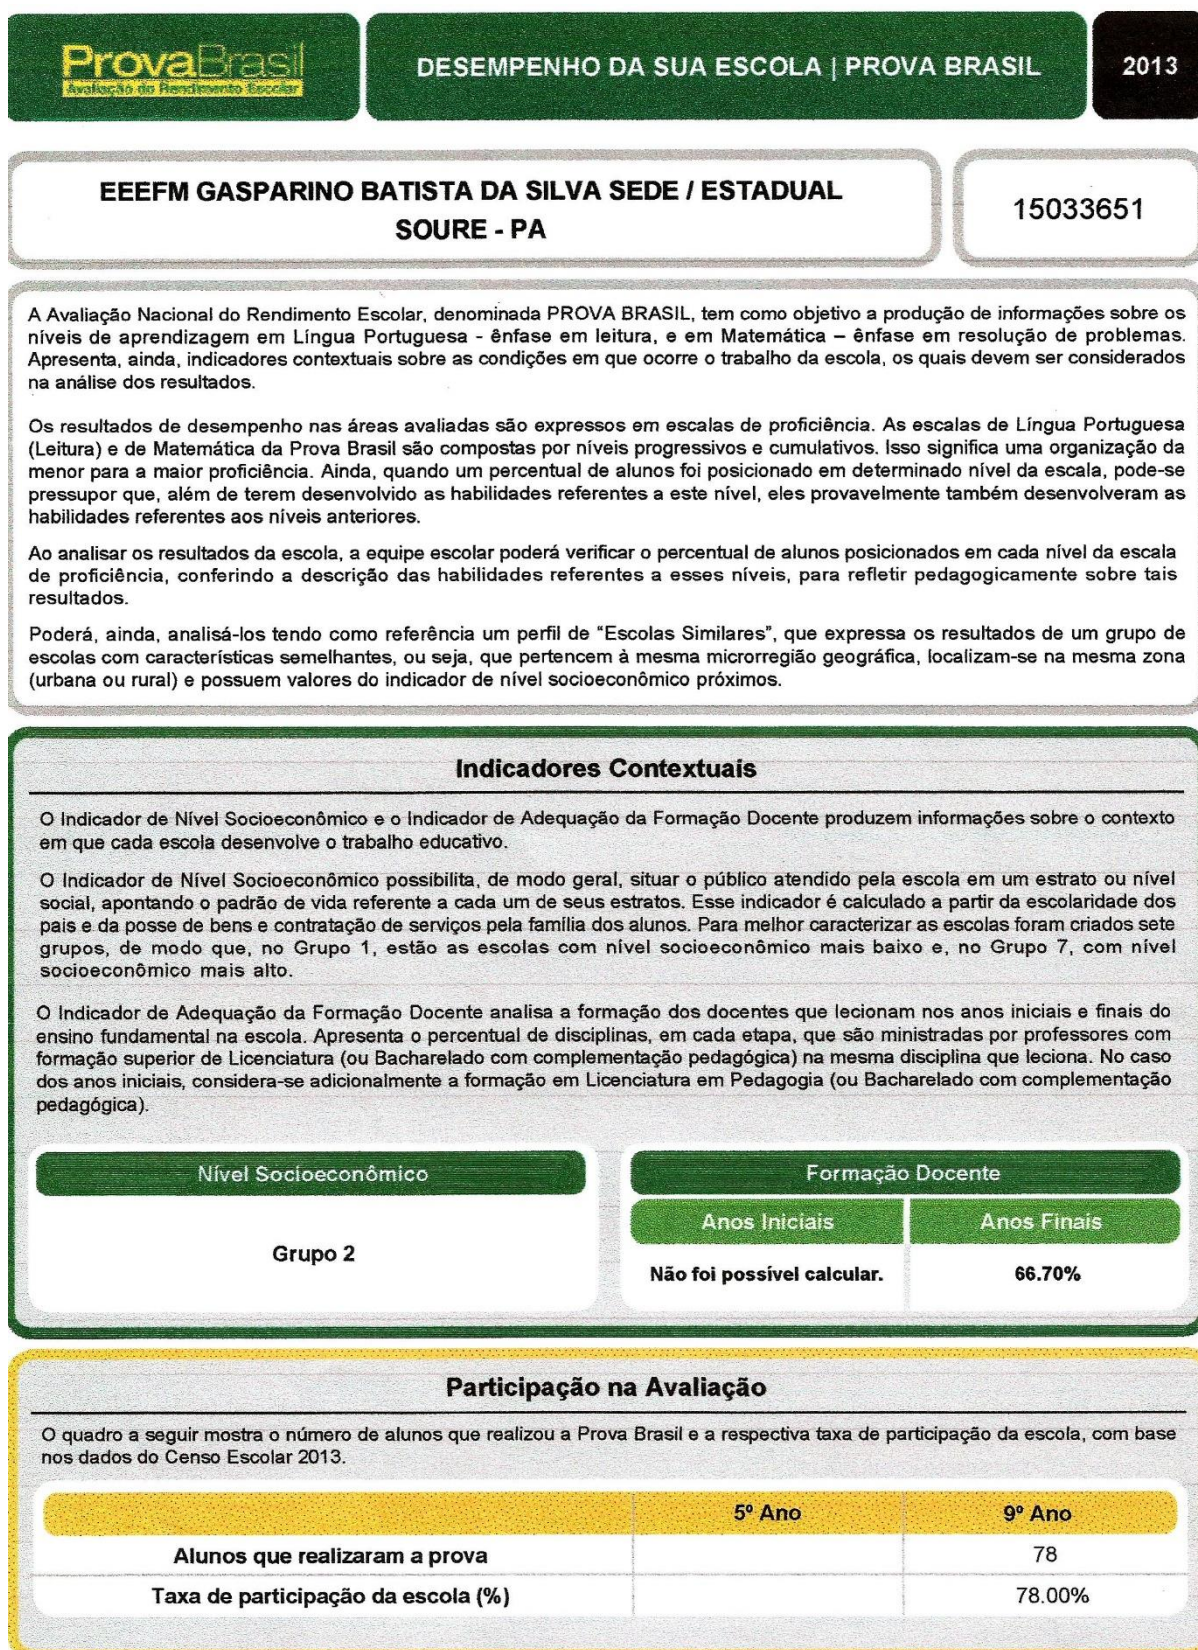 ProvaBrasil
Avaliação do Rendimento Escolar
DESEMPENHO DA SUA ESCOLA | PROVA BRASIL
2013
EEEFM GASPARINO BATISTA DA SILVA SEDE / ESTADUAL
SOURE - PA
15033651
A Avaliação Nacional do Rendimento Escolar, denominada PROVA BRASIL, tem como objetivo a produção de informações sobre os
níveis de aprendizagem em Língua Portuguesa - ênfase em leitura, e em Matemática – ênfase em resolução de problemas.
Apresenta, ainda, indicadores contextuais sobre as condições em que ocorre o trabalho da escola, os quais devem ser considerados
na análise dos resultados.
Os resultados de desempenho nas áreas avaliadas são expressos em escalas de proficiência. As escalas de Língua Portuguesa
(Leitura) e de Matemática da Prova Brasil são compostas por níveis progressivos e cumulativos. Isso significa uma organização da
menor para a maior proficiência. Ainda, quando um percentual de alunos foi posicionado em determinado nível da escala, pode-se
pressupor que, além de terem desenvolvido as habilidades referentes a este nível, eles provavelmente também desenvolveram as
habilidades referentes aos níveis anteriores.
Ao analisar os resultados da escola, a equipe escolar poderá verificar o percentual de alunos posicionados em cada nível da escala
de proficiência, conferindo a descrição das habilidades referentes a esses níveis, para refletir pedagogicamente sobre tais
resultados.
Poderá, ainda, analisá-los tendo como referência um perfil de “Escolas Similares”, que expressa os resultados de um grupo de
escolas com características semelhantes, ou seja, que pertencem à mesma microrregião geográfica, localizam-se na mesma zona
(urbana ou rural) e possuem valores do indicador de nível socioeconômico próximos.
Indicadores Contextuais
O Indicador de Nível Socioeconômico e o Indicador de Adequação da Formação Docente produzem informações sobre o contexto
em que cada escola desenvolve o trabalho educativo.
O Indicador de Nível Socioeconômico possibilita, de modo geral, situar o público atendido pela escola em um estrato ou nível
social, apontando o padrão de vida referente a cada um de seus estratos. Esse indicador é calculado a partir da escolaridade dos
pais e da posse de bens e contratação de serviços pela família dos alunos. Para melhor caracterizar as escolas foram criados sete
grupos, de modo que, no Grupo 1, estão as escolas com nível socioeconômico mais baixo e, no Grupo 7, com nível
socioeconômico mais alto.
O Indicador de Adequação da Formação Docente analisa a formação dos docentes que lecionam nos anos iniciais e finais do
ensino fundamental na escola. Apresenta o percentual de disciplinas, em cada etapa, que são ministradas por professores com
formação superior de Licenciatura (ou Bacharelado com complementação pedagógica) na mesma disciplina que leciona. No caso
dos anos iniciais, considera-se adicionalmente a formação em Licenciatura em Pedagogia (ou Bacharelado com complementação
pedagógica).
Nível Socioeconômico
Grupo 2
Formação Docente
Anos Iniciais Anos Finais
Não foi possível calcular. 66.70%
Participação na Avaliação
O quadro a seguir mostra o número de alunos que realizou a Prova Brasil e a respectiva taxa de participação da escola, com base
nos dados do Censo Escolar 2013.
5º Ano 9º Ano
Alunos que realizaram a prova 78
Taxa de participação da escola (%) 78.00%